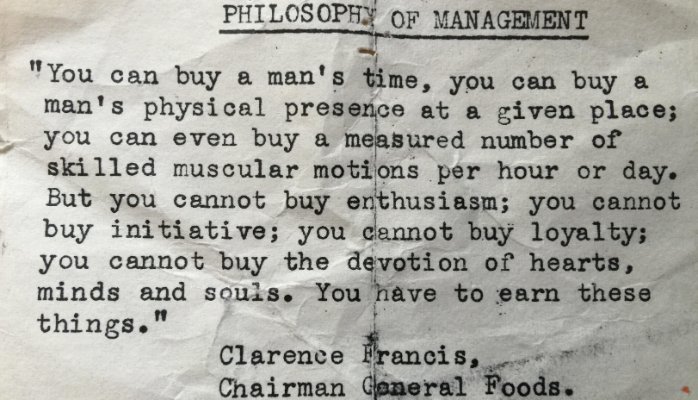 PHILOSOPHY OF MANAGEMENT
"You can buy a man's time, you can buy a
man's physical presence at a given place;
you can even buy a measured number of
skilled muscular motions per hour or day.
But you cannot buy enthusiasm; you cannot
buy initiative; you cannot buy loyalty;
you cannot buy the devotion of hearts,
minds and souls. You have to earn these
things."
Clarence Francis,
Chairman General Foods.